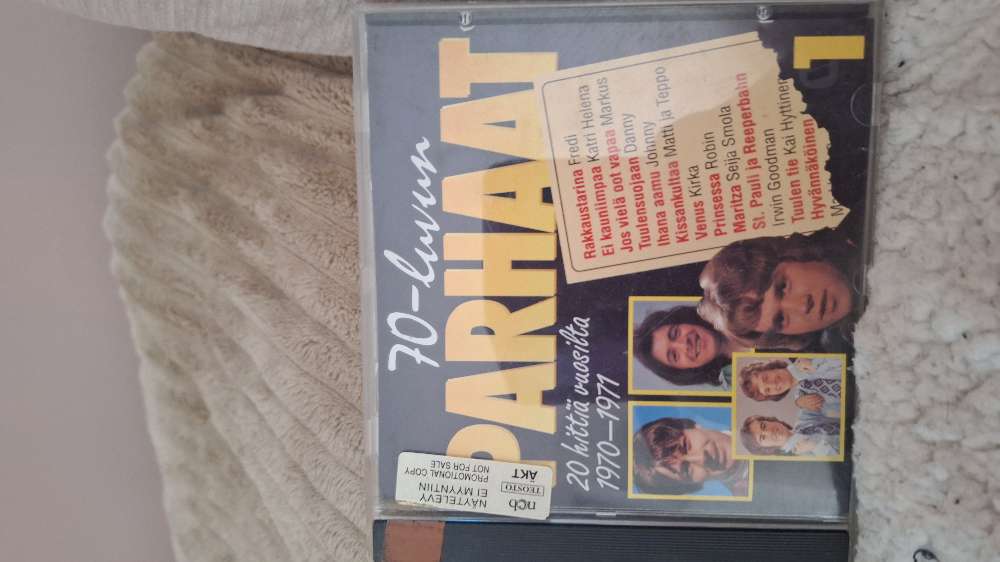 70-luvun
PARHAAT
1
20 hittiä vuosilta
1970–1971
Rakkaustarina Fredi
Ei kauniimpaa Katri Helena
Jos vielä oot vapaa Markus
Tuulensuojaan Danny
Ihana aamu Johnny
Kissankultaa Matti ja Teppo
Venus Kirka
Prinsessa Robin
Maritza Seija Smola
St. Pauli ja Reeperbahn
Irwin Goodman
Tuulen tie Kai Hyttinen
Hyvännäköinen
NÄYTELEVY
EI MYYNTIIN
PROMOTIONAL COPY
NOT FOR SALE
ncb
TEOSTO
ÄKT